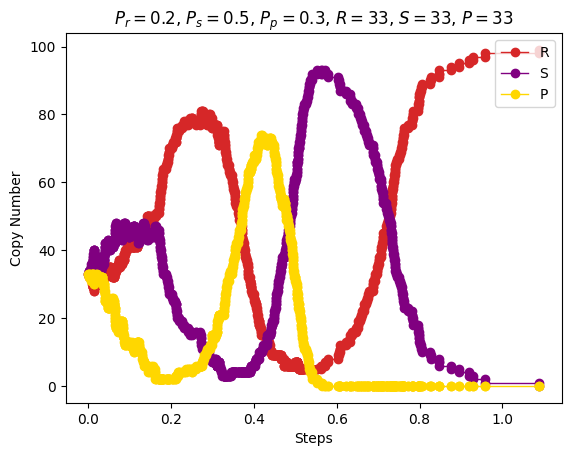 P_r = 0.2, P_s = 0.5, P_p = 0.3, R = 33, S = 33, P = 33
100
80
60
40
20
0
Copy Number
0.0 0.2 0.4 0.6 0.8 1.0
Steps
R
S
P